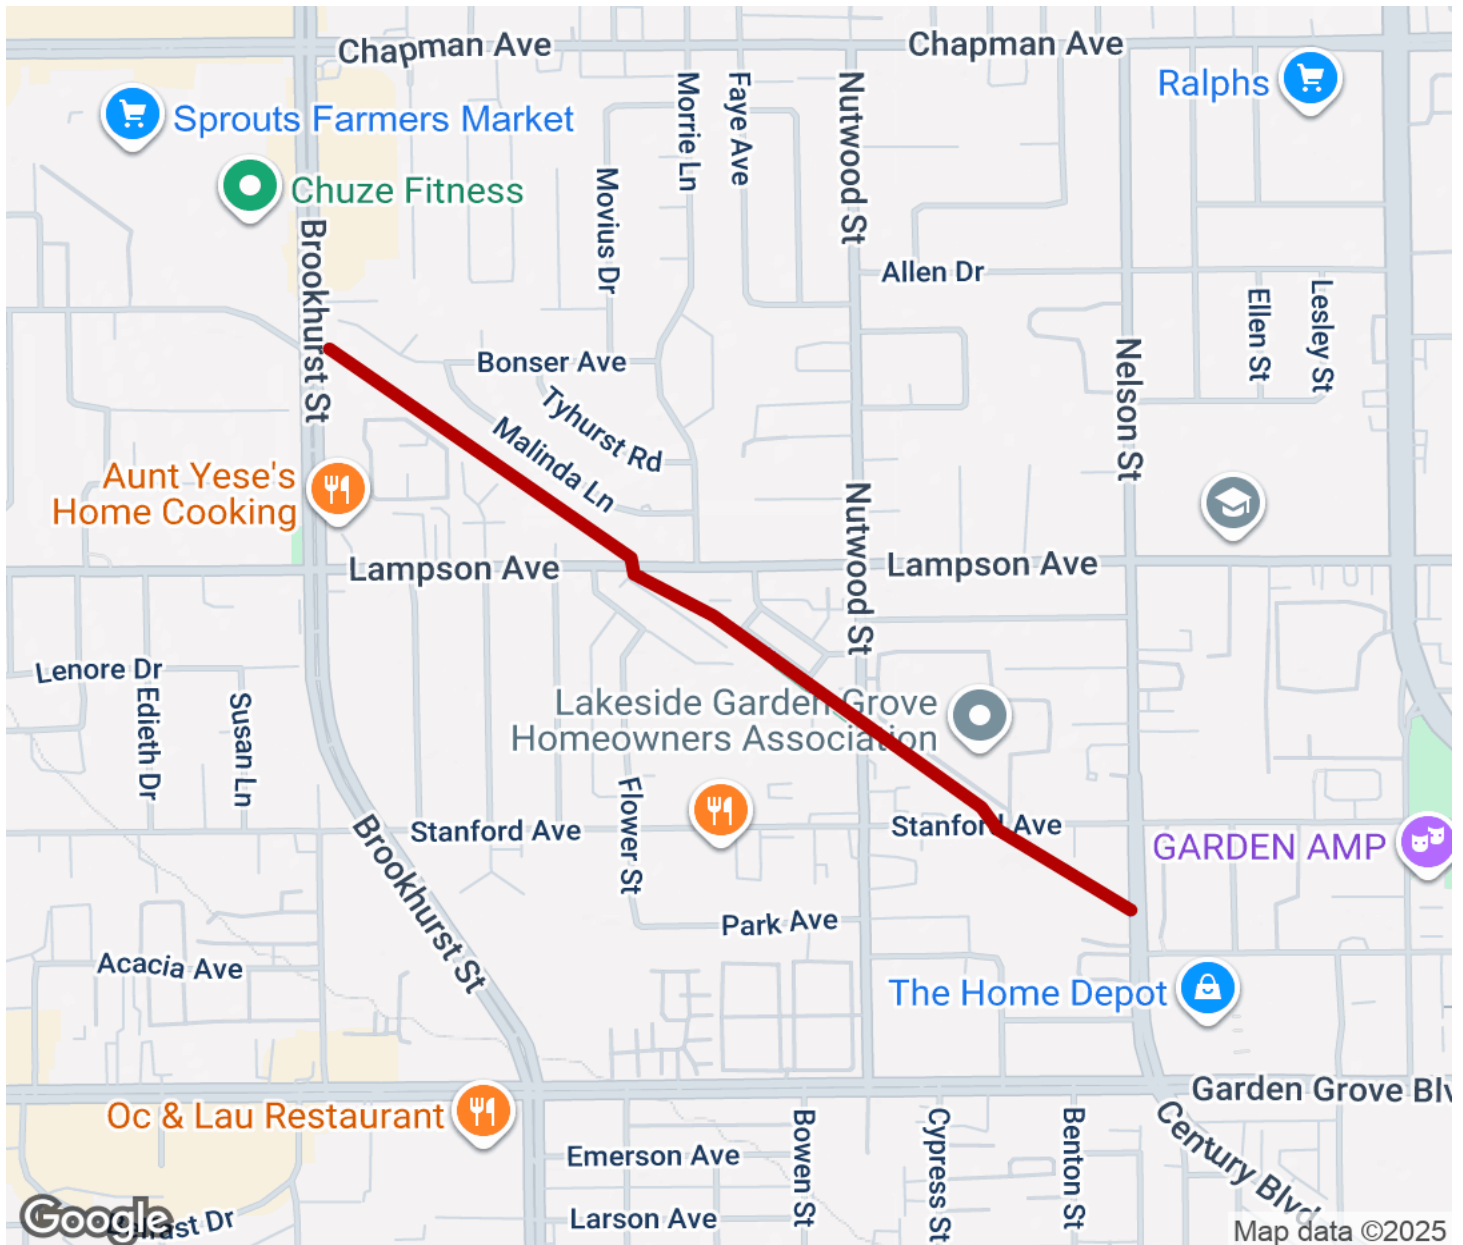 Chapman Ave
Chapman Ave
Ralphs
Sprouts Farmers Market
Morrie Ln
Faye Ave
Nutwood St
Chuze Fitness
Movius Dr
Brookhurst St
Allen Dr
Ellen St
Lesley St
Nelson St
Bonser Ave
Tyhurst Rd
Malinda Ln
Aunt Yese's
Home Cooking
Nutwood St
Lampson Ave
Lampson Ave
Lenore Dr
Edieth Dr
Susan Ln
Lakeside Garden Grove
Homeowners Association
Flower St
Brookhurst St
Stanford Ave
Stanford Ave
GARDEN AMP
Park Ave
Acacia Ave
The Home Depot
Garden Grove Blv
Oc & Lau Restaurant
Bowen St
Cypress St
Benton St
Century Blvd
Emerson Ave
Larson Ave
Google
Map data ©2025